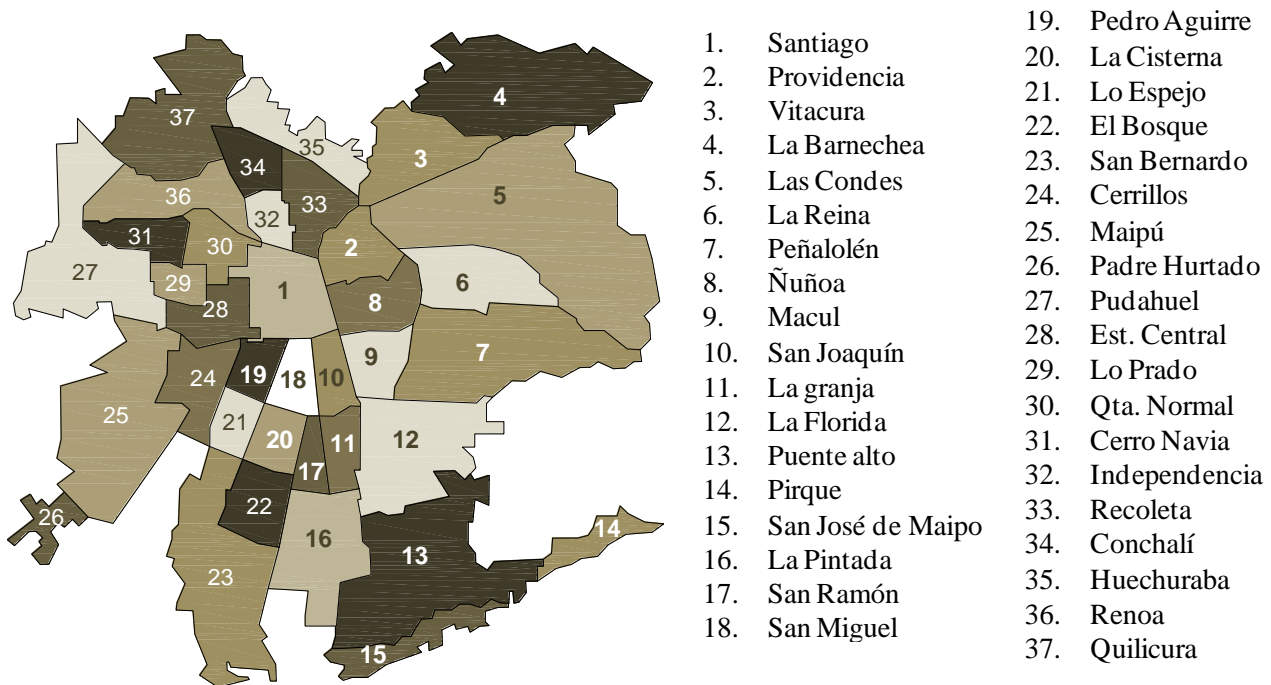 37
35
4
34
3
36
33
5
32
31
30
2
27
29
6
1
28
8
7
9
24
19
18
10
25
21
20
12
11
17
22
26
16
14
13
23
15
1. Santiago
2. Providencia
3. Vitacura
4. La Barnechea
5. Las Condes
6. La Reina
7. Peñalolén
8. Ñuñoa
9. Macul
10. San Joaquín
11. La granja
12. La Florida
13. Puente alto
14. Pirque
15. San José de Maipo
16. La Pintada
17. San Ramón
18. San Miguel
19. Pedro Aguirre
20. La Cisterna
21. Lo Espejo
22. El Bosque
23. San Bernardo
24. Cerrillos
25. Maipú
26. Padre Hurtado
27. Pudahuel
28. Est. Central
29. Lo Prado
30. Qta. Normal
31. Cerro Navia
32. Independencia
33. Recoleta
34. Conchalí
35. Huechuraba
36. Renoa
37. Quilicura